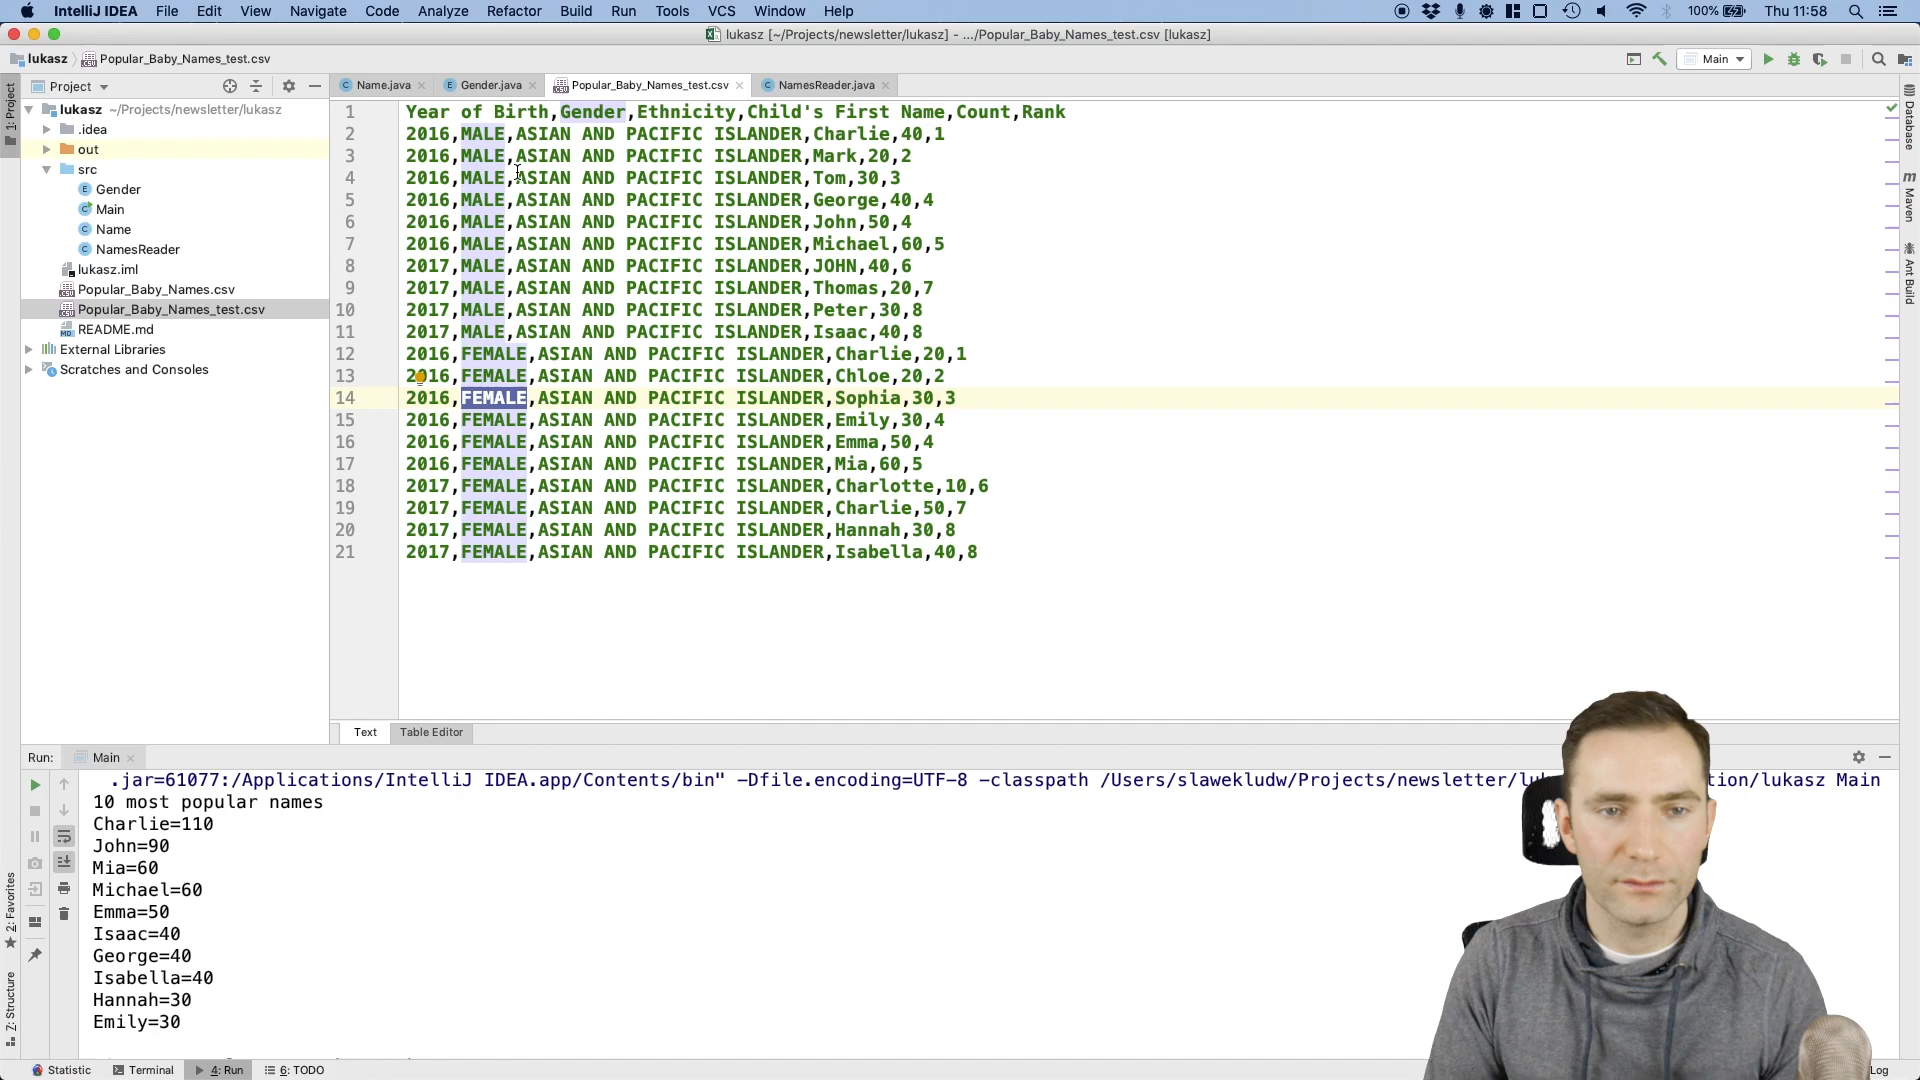 IntelliJ IDEA File Edit View Navigate Code Analyze Refactor Build Run Tools VCS Window Help 100% Thu 11:58
lukasz [~/Projects/newsletter/lukasz] - .../Popular_Baby_Names_test.csv [lukasz]
lukasz Popular_Baby_Names_test.csv Main
Project Name.java Gender.java Popular_Baby_Names_test.csv NamesReader.java
1: Project
lukasz ~/Projects/newsletter/lukasz
.idea
out
src
Gender
Main
Name
NamesReader
lukasz.iml
Popular_Baby_Names.csv
Popular_Baby_Names_test.csv
README.md
External Libraries
Scratches and Consoles
1 Year of Birth,Gender,Ethnicity,Child's First Name,Count,Rank
2 2016,MALE,ASIAN AND PACIFIC ISLANDER,Charlie,40,1
3 2016,MALE,ASIAN AND PACIFIC ISLANDER,Mark,20,2
4 2016,MALE,ASIAN AND PACIFIC ISLANDER,Tom,30,3
5 2016,MALE,ASIAN AND PACIFIC ISLANDER,George,40,4
6 2016,MALE,ASIAN AND PACIFIC ISLANDER,John,50,4
7 2016,MALE,ASIAN AND PACIFIC ISLANDER,Michael,60,5
8 2017,MALE,ASIAN AND PACIFIC ISLANDER,JOHN,40,6
9 2017,MALE,ASIAN AND PACIFIC ISLANDER,Thomas,20,7
10 2017,MALE,ASIAN AND PACIFIC ISLANDER,Peter,30,8
11 2017,MALE,ASIAN AND PACIFIC ISLANDER,Isaac,40,8
12 2016,FEMALE,ASIAN AND PACIFIC ISLANDER,Charlie,20,1
13 2016,FEMALE,ASIAN AND PACIFIC ISLANDER,Chloe,20,2
14 2016,FEMALE,ASIAN AND PACIFIC ISLANDER,Sophia,30,3
15 2016,FEMALE,ASIAN AND PACIFIC ISLANDER,Emily,30,4
16 2016,FEMALE,ASIAN AND PACIFIC ISLANDER,Emma,50,4
17 2016,FEMALE,ASIAN AND PACIFIC ISLANDER,Mia,60,5
18 2017,FEMALE,ASIAN AND PACIFIC ISLANDER,Charlotte,10,6
19 2017,FEMALE,ASIAN AND PACIFIC ISLANDER,Charlie,50,7
20 2017,FEMALE,ASIAN AND PACIFIC ISLANDER,Hannah,30,8
21 2017,FEMALE,ASIAN AND PACIFIC ISLANDER,Isabella,40,8
Database
Maven
Ant Build
Text Table Editor
Run: Main
.jar=61077:/Applications/IntelliJ IDEA.app/Contents/bin" -Dfile.encoding=UTF-8 -classpath /Users/slawekludw/Projects/newsletter/lu tion/lukasz Main
10 most popular names
Charlie=110
John=90
Mia=60
Michael=60
Emma=50
Isaac=40
George=40
Isabella=40
Hannah=30
Emily=30
2: Favorites
Z: Structure
Statistic Terminal 4: Run 6: TODO Log